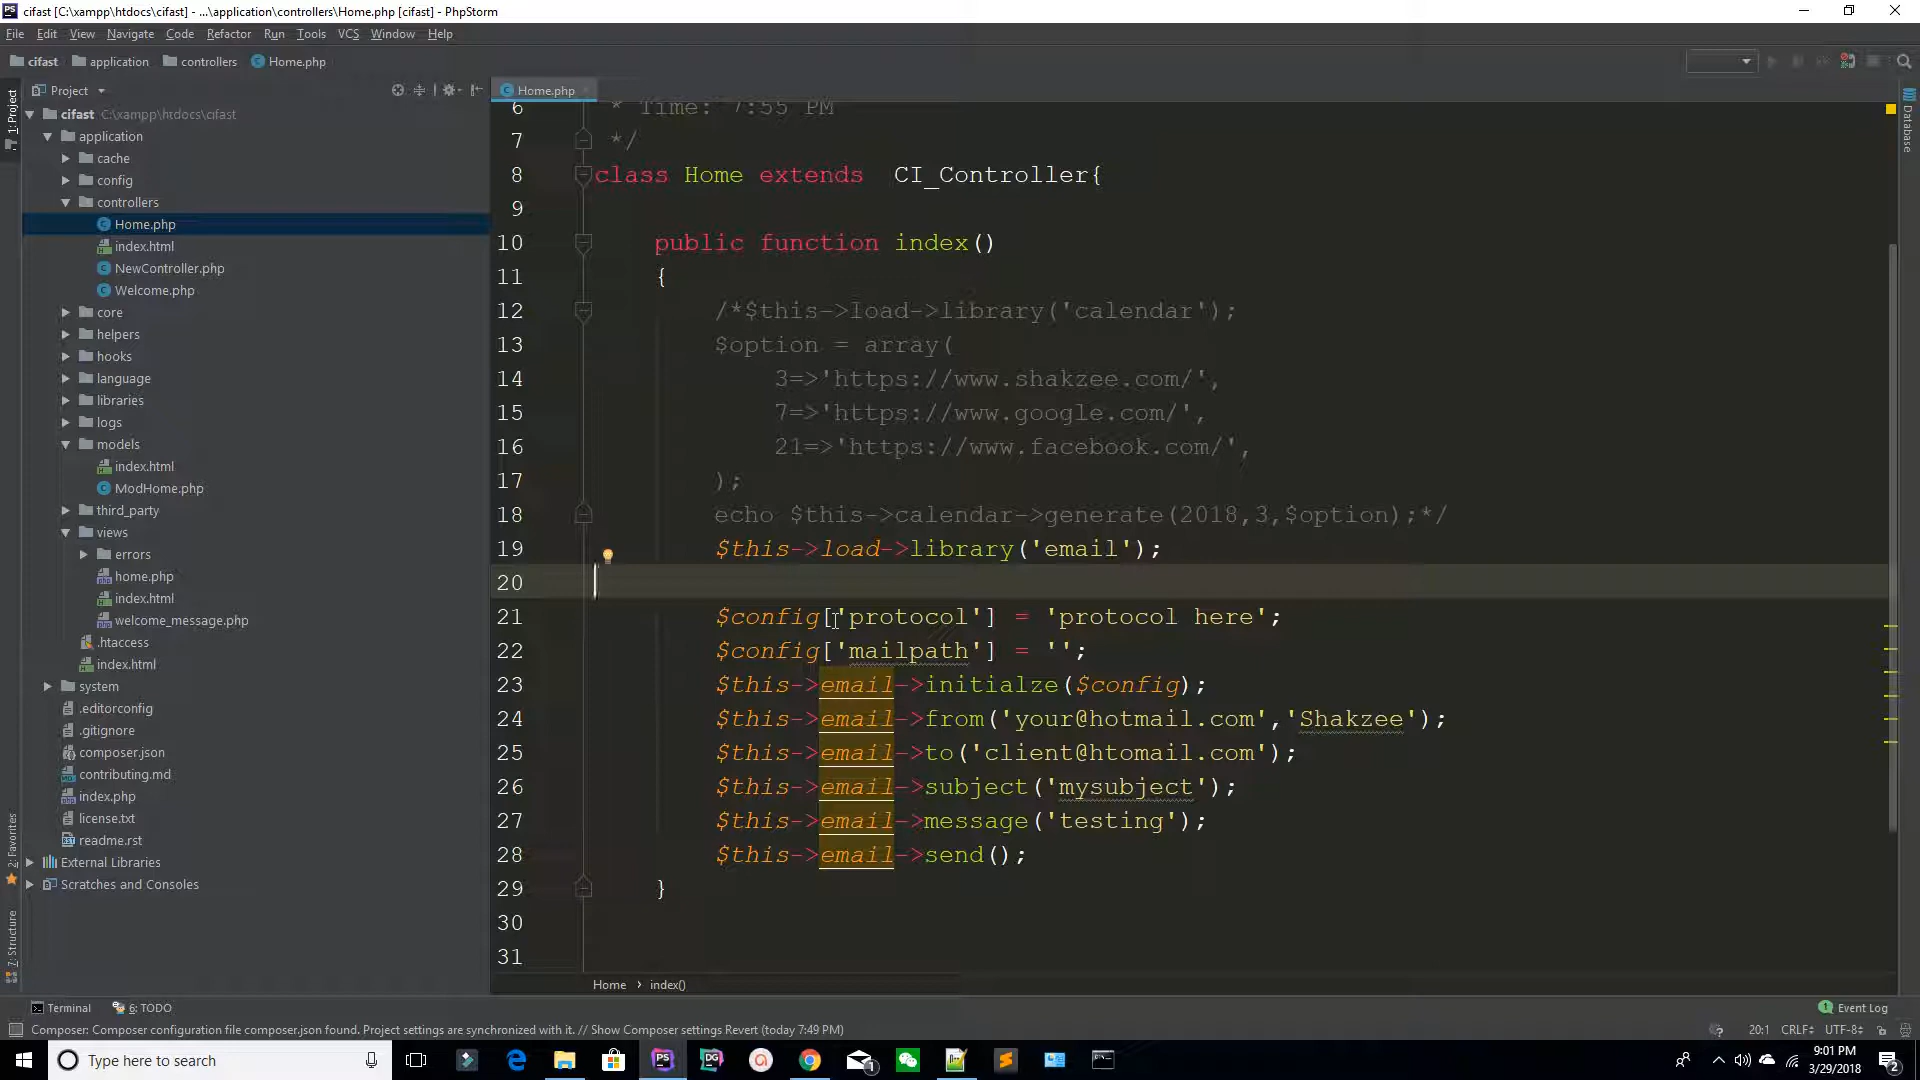 cifast [C:\xampp\htdocs\cifast] - ...\application\controllers\Home.php [cifast] - PhpStorm
File Edit View Navigate Code Refactor Run Tools VCS Window Help
cifast application controllers Home.php
1: Project
Project
Home.php
Database
cifast C:\xampp\htdocs\cifast
application
cache
config
controllers
Home.php
index.html
NewController.php
Welcome.php
core
helpers
hooks
language
libraries
logs
models
index.html
ModHome.php
third_party
views
errors
home.php
index.html
welcome_message.php
.htaccess
index.html
system
.editorconfig
.gitignore
composer.json
contributing.md
index.php
license.txt
readme.rst
External Libraries
Scratches and Consoles
2: Favorites
7: Structure
6 * Time: 7:55 PM
7 */
8 class Home extends CI_Controller{
9
10 public function index()
11 {
12 /*$this->load->library('calendar');
13 $option = array(
14 3=>'https://www.shakzee.com/',
15 7=>'https://www.google.com/',
16 21=>'https://www.facebook.com/',
17 );
18 echo $this->calendar->generate(2018,3,$option);*/
19 $this->load->library('email');
20
21 $config['protocol'] = 'protocol here';
22 $config['mailpath'] = '';
23 $this->email->initialze($config);
24 $this->email->from('your@hotmail.com','Shakzee');
25 $this->email->to('client@htomail.com');
26 $this->email->subject('mysubject');
27 $this->email->message('testing');
28 $this->email->send();
29 }
30
31
Home › index()
Terminal 6: TODO Event Log
Composer: Composer configuration file composer.json found. Project settings are synchronized with it. // Show Composer settings Revert (today 7:49 PM) 20:1 CRLF UTF-8
Type here to search
PS DG 1
9:01 PM
3/29/2018
2